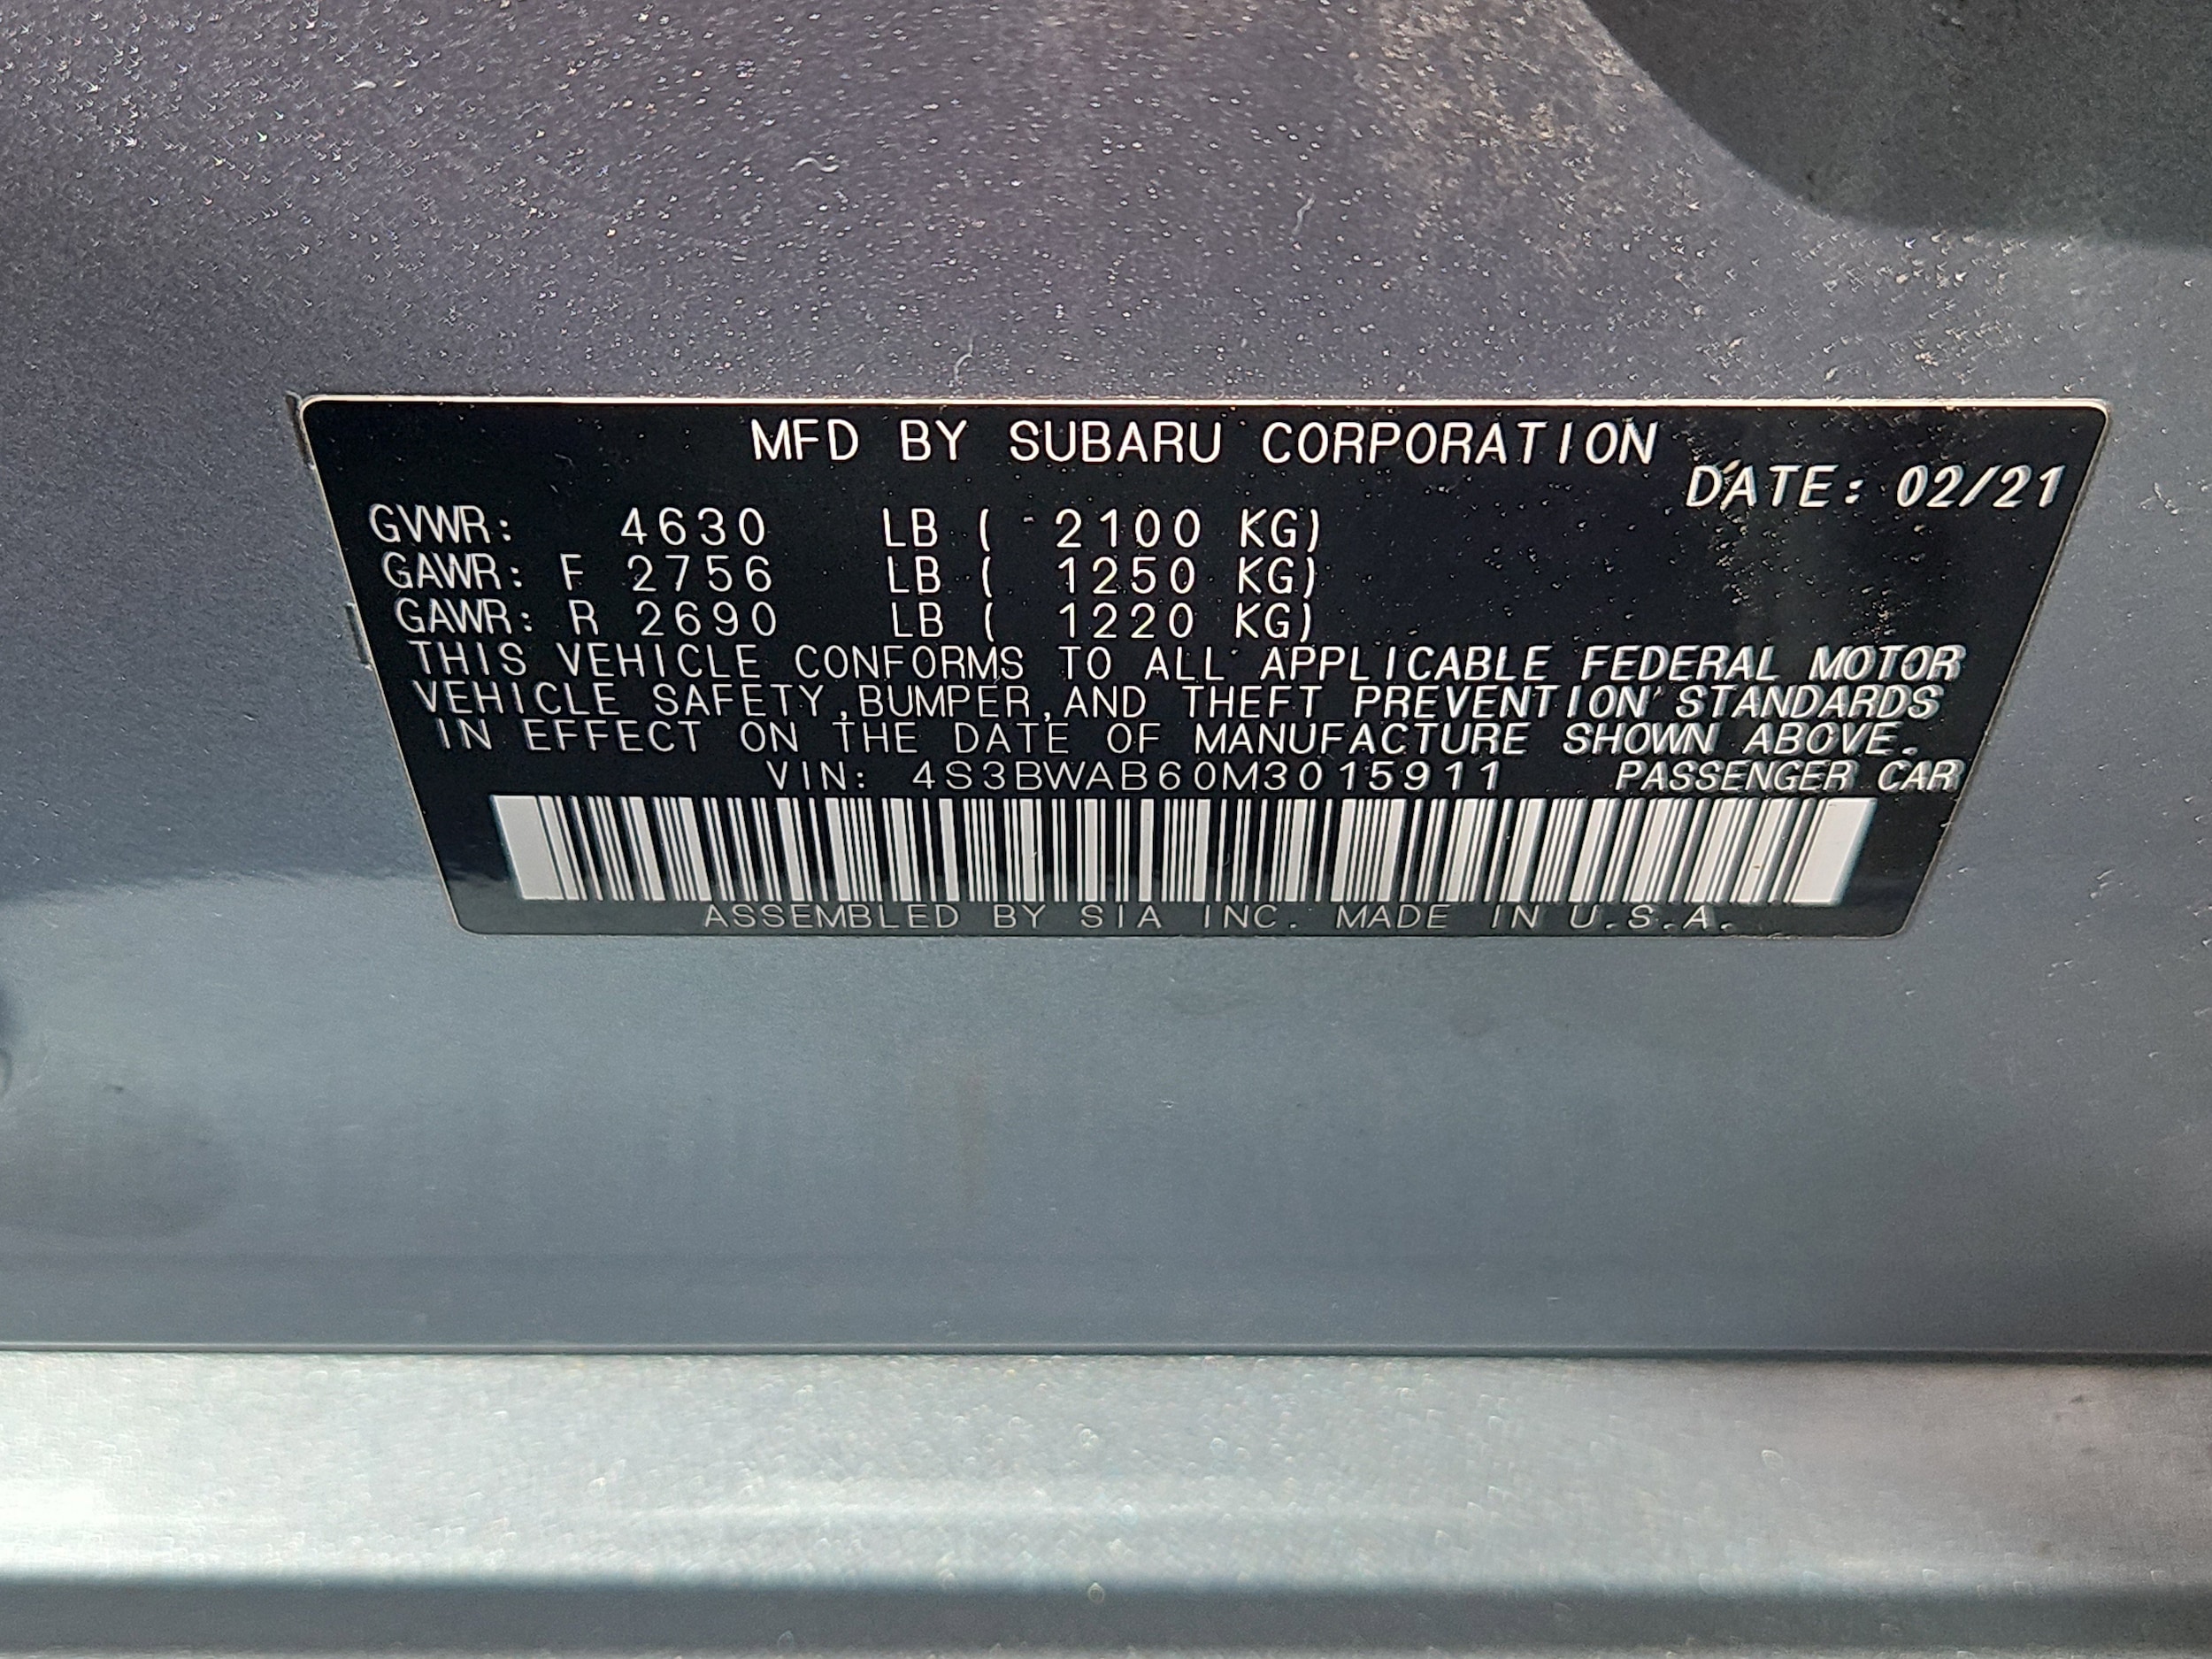 MFD BY SUBARU CORPORATION
DATE: 02/21
GVWR: 4630 LB ( 2100 KG)
GAWR: F 2756 LB ( 1250 KG)
GAWR: R 2690 LB ( 1220 KG)
THIS VEHICLE CONFORMS TO ALL APPLICABLE FEDERAL MOTOR
VEHICLE SAFETY,BUMPER,AND THEFT PREVENTION STANDARDS
IN EFFECT ON THE DATE OF MANUFACTURE SHOWN ABOVE.
VIN: 4S3BWAB60M3015911 PASSENGER CAR
ASSEMBLED BY SIA INC. MADE IN U.S.A.